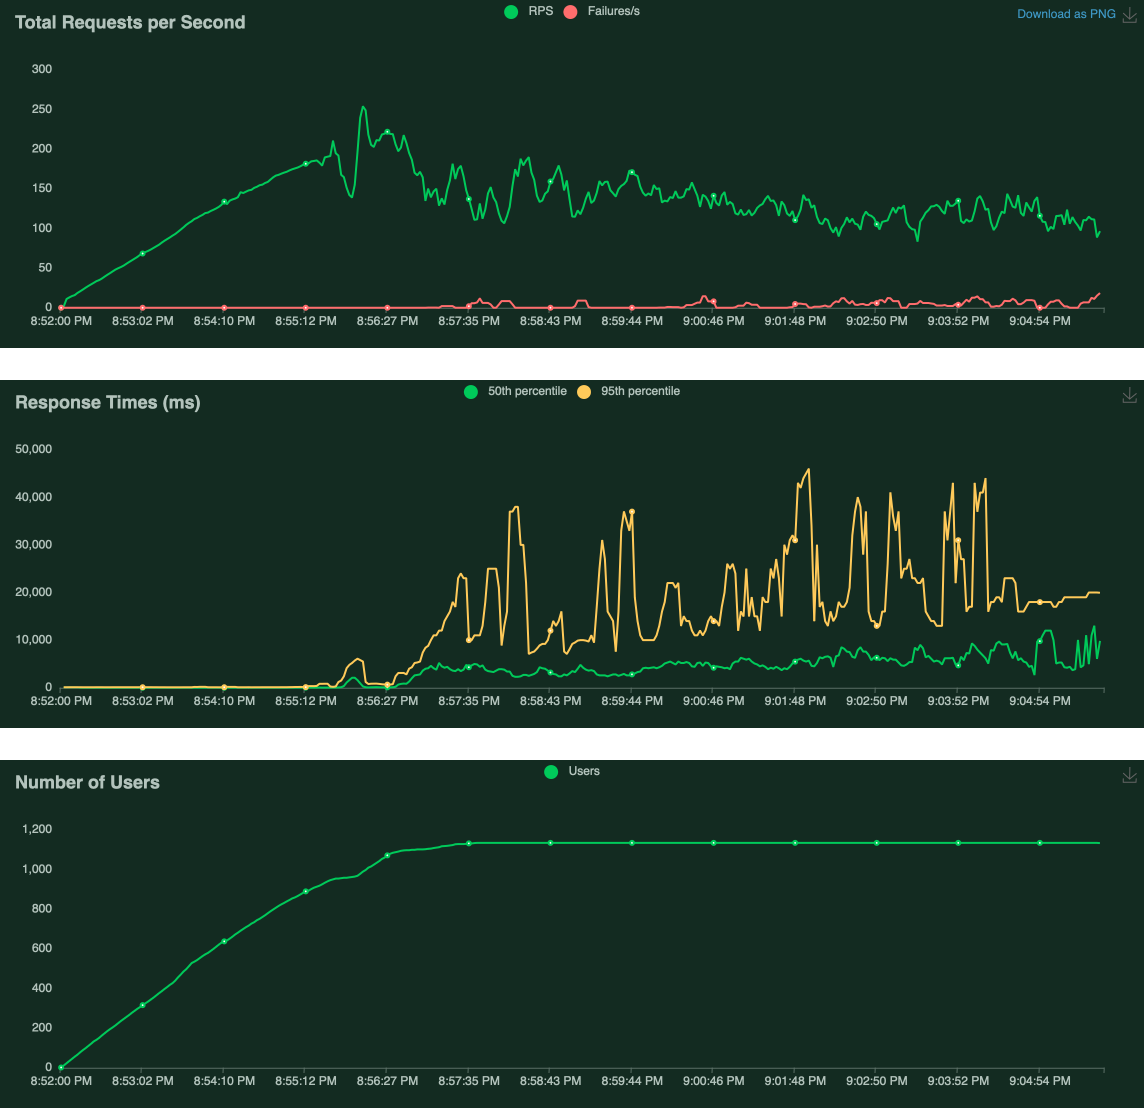 Total Requests per Second
RPS Failures/s
Download as PNG
300
250
200
150
100
50
0
8:52:00 PM 8:53:02 PM 8:54:10 PM 8:55:12 PM 8:56:27 PM 8:57:35 PM 8:58:43 PM 8:59:44 PM 9:00:46 PM 9:01:48 PM 9:02:50 PM 9:03:52 PM 9:04:54 PM
Response Times (ms)
50th percentile 95th percentile
50,000
40,000
30,000
20,000
10,000
0
8:52:00 PM 8:53:02 PM 8:54:10 PM 8:55:12 PM 8:56:27 PM 8:57:35 PM 8:58:43 PM 8:59:44 PM 9:00:46 PM 9:01:48 PM 9:02:50 PM 9:03:52 PM 9:04:54 PM
Number of Users
Users
1,200
1,000
800
600
400
200
0
8:52:00 PM 8:53:02 PM 8:54:10 PM 8:55:12 PM 8:56:27 PM 8:57:35 PM 8:58:43 PM 8:59:44 PM 9:00:46 PM 9:01:48 PM 9:02:50 PM 9:03:52 PM 9:04:54 PM